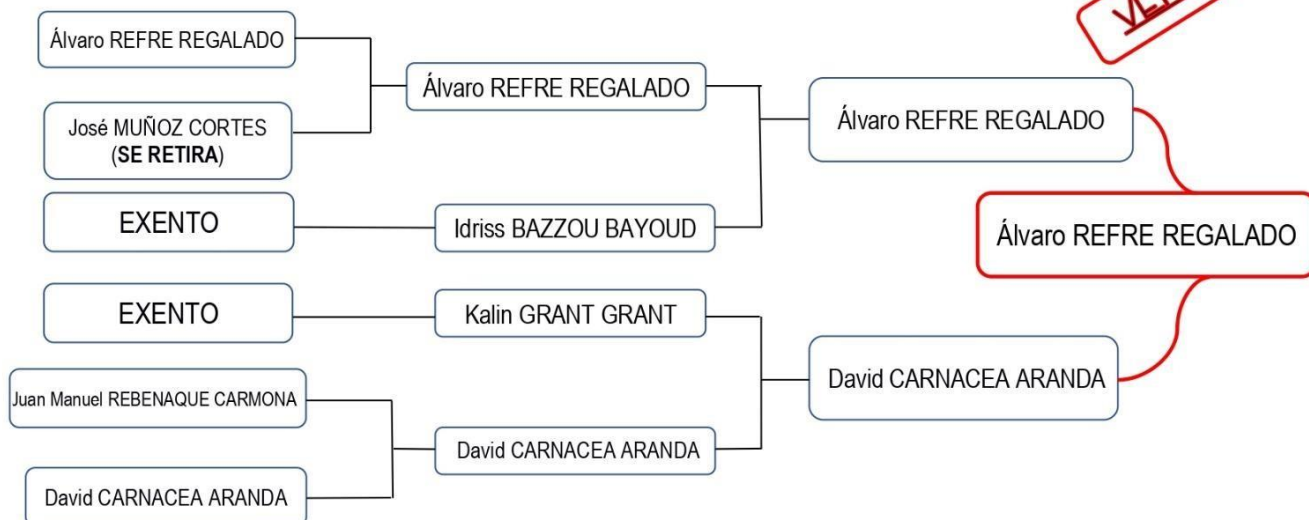 Álvaro REFRE REGALADO
José MUÑOZ CORTES
(SE RETIRA)
EXENTO
EXENTO
Juan Manuel REBENAQUE CARMONA
David CARNACEA ARANDA
Álvaro REFRE REGALADO
Idriss BAZZOU BAYOUD
Kalin GRANT GRANT
David CARNACEA ARANDA
Álvaro REFRE REGALADO
David CARNACEA ARANDA
Álvaro REFRE REGALADO